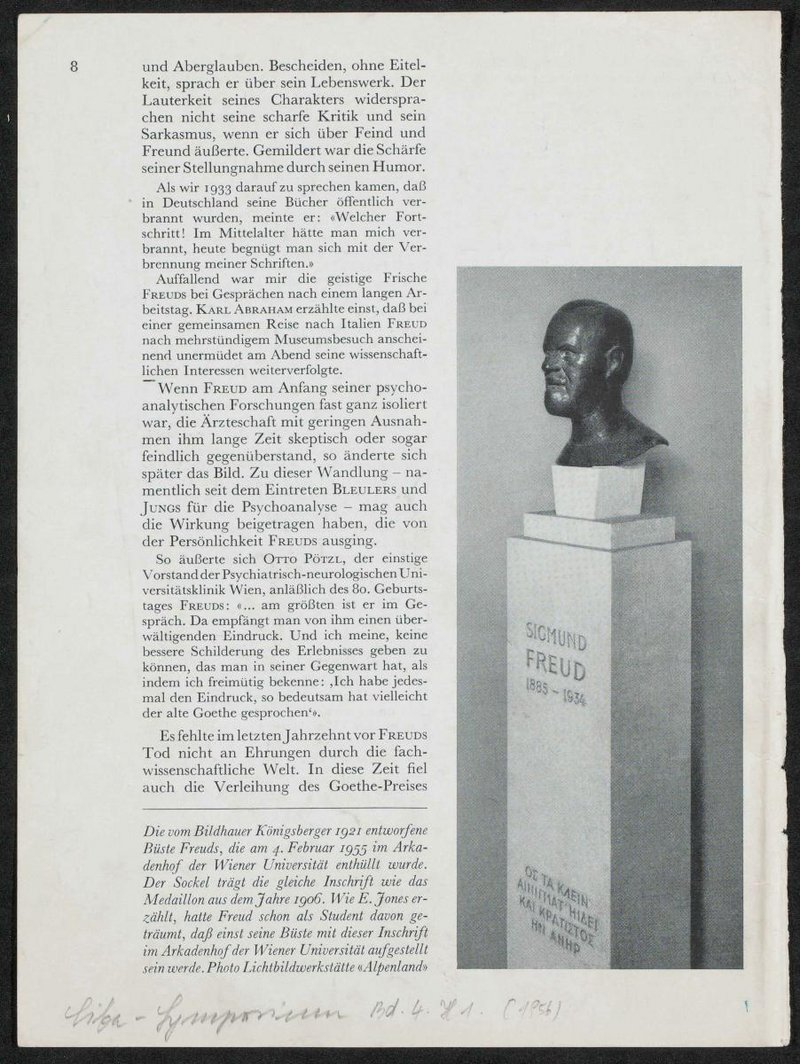 8
und Aberglauben. Bescheiden, ohne Eitel-
keit, sprach er über sein Lebenswerk. Der
Lauterkeit seines Charakters widerspra-
chen nicht seine scharfe Kritik und sein
Sarkasmus, wenn er sich über Feind und
Freund äußerte. Gemildert war die Schärfe
seiner Stellungnahme durch seinen Humor.
Als wir 1933 darauf zu sprechen kamen, daß
in Deutschland seine Bücher öffentlich ver-
brannt wurden, meinte er: «Welcher Fort-
schritt! Im Mittelalter hätte man mich ver-
brannt, heute begnügt man sich mit der Ver-
brennung meiner Schriften.»
Auffallend war mir die geistige Frische
FREUDS bei Gesprächen nach einem langen Ar-
beitstag. KARL ABRAHAM erzählte einst, daß bei
einer gemeinsamen Reise nach Italien FREUD
nach mehrstündigem Museumsbesuch anschei-
nend unermüdet am Abend seine wissenschaft-
lichen Interessen weiterverfolgte.
Wenn FREUD am Anfang seiner psycho-
analytischen Forschungen fast ganz isoliert
war, die Ärzteschaft mit geringen Ausnah-
men ihm lange Zeit skeptisch oder sogar
feindlich gegenüberstand, so änderte sich
später das Bild. Zu dieser Wandlung – na-
mentlich seit dem Eintreten BLEULERS und
JUNGS für die Psychoanalyse – mag auch
die Wirkung beigetragen haben, die von
der Persönlichkeit FREUDS ausging.
So äußerte sich OTTO PÖTZL, der einstige
Vorstand der Psychiatrisch-neurologischen Uni-
versitätsklinik Wien, anläßlich des 80. Geburts-
tages FREUDS: «... am größten ist er im Ge-
spräch. Da empfängt man von ihm einen über-
wältigenden Eindruck. Und ich meine, keine
bessere Schilderung des Erlebnisses geben zu
können, das man in seiner Gegenwart hat, als
indem ich freimütig bekenne: ‚Ich habe jedes-
mal den Eindruck, so bedeutsam hat vielleicht
der alte Goethe gesprochen‘».
Es fehlte im letzten Jahrzehnt vor FREUDS
Tod nicht an Ehrungen durch die fach-
wissenschaftliche Welt. In diese Zeit fiel
auch die Verleihung des Goethe-Preises
Die vom Bildhauer Königsberger 1921 entworfene
Büste Freuds, die am 4. Februar 1955 im Arka-
denhof der Wiener Universität enthüllt wurde.
Der Sockel trägt die gleiche Inschrift wie das
Medaillon aus dem Jahre 1906. Wie E. Jones er-
zählt, hatte Freud schon als Student davon ge-
träumt, daß einst seine Büste mit dieser Inschrift
im Arkadenhof der Wiener Universität aufgestellt
sein werde. Photo Lichtbildwerkstätte «Alpenland»
SIGMUND
FREUD
1885 – 1934
ΟΣ ΤΑ ΚΛΕΙΝ
ΑΙΝΙΓΜΑΤ ΗΙΔΕΙ
ΚΑΙ ΚΡΑΤΙΣΤΟΣ
ΗΝ ΑΝΗΡ
Ciba - Symposium Bd. 4. H 1. (1956)